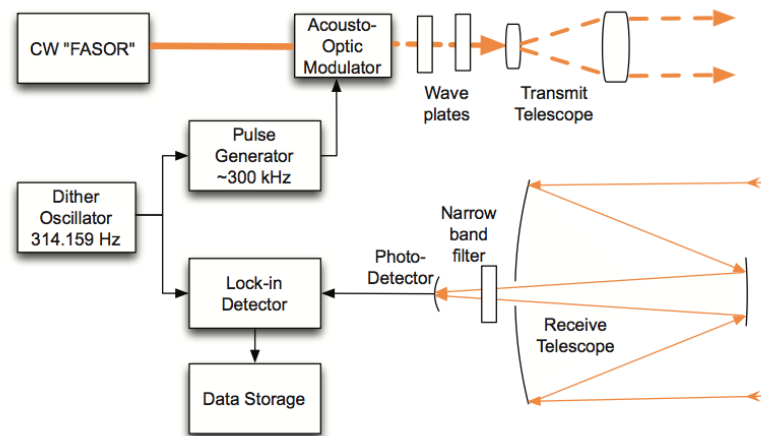 CW "FASOR"
Acousto-
Optic
Modulator
Wave
plates
Transmit
Telescope
Pulse
Generator
~300 kHz
Dither
Oscillator
314.159 Hz
Lock-in
Detector
Data Storage
Photo-
Detector
Narrow
band
filter
Receive
Telescope